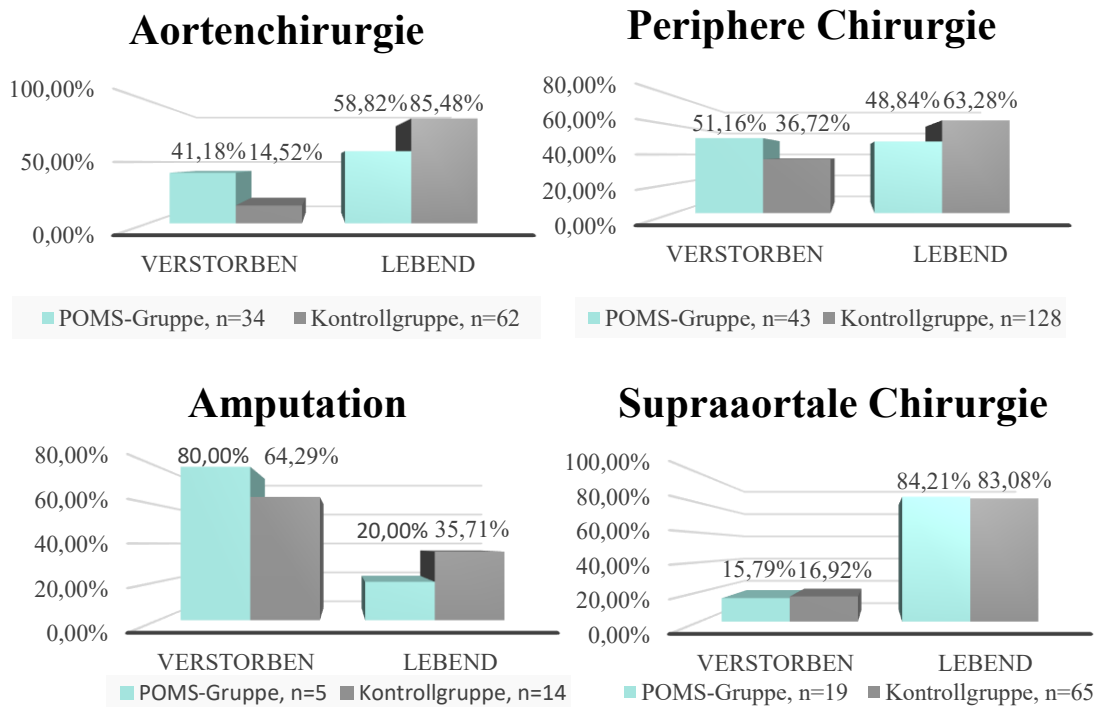 Aortenchirurgie
100,00%
50,00%
0,00%
41,18% 14,52%
58,82% 85,48%
VERSTORBEN LEBEND
POMS-Gruppe, n=34 Kontrollgruppe, n=62
Periphere Chirurgie
80,00%
60,00%
40,00%
20,00%
0,00%
51,16% 36,72%
48,84% 63,28%
VERSTORBEN LEBEND
POMS-Gruppe, n=43 Kontrollgruppe, n=128
Amputation
80,00%
60,00%
40,00%
20,00%
0,00%
80,00% 64,29%
20,00% 35,71%
VERSTORBEN LEBEND
POMS-Gruppe, n=5 Kontrollgruppe, n=14
Supraaortale Chirurgie
100,00%
80,00%
60,00%
40,00%
20,00%
0,00%
15,79% 16,92%
84,21% 83,08%
VERSTORBEN LEBEND
POMS-Gruppe, n=19 Kontrollgruppe, n=65